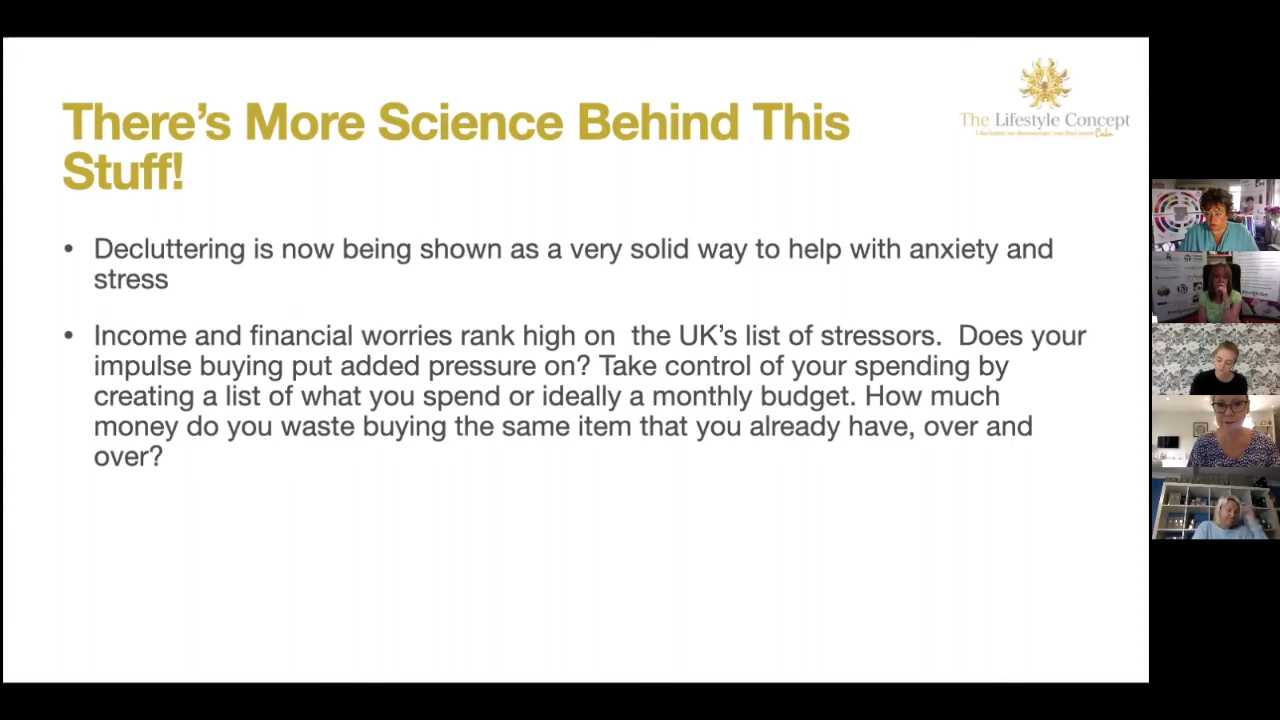 There's More Science Behind This
Stuff!
The Lifestyle Concept
• Decluttering is now being shown as a very solid way to help with anxiety and
stress
• Income and financial worries rank high on  the UK's list of stressors.  Does your
impulse buying put added pressure on? Take control of your spending by
creating a list of what you spend or ideally a monthly budget. How much
money do you waste buying the same item that you already have, over and
over?